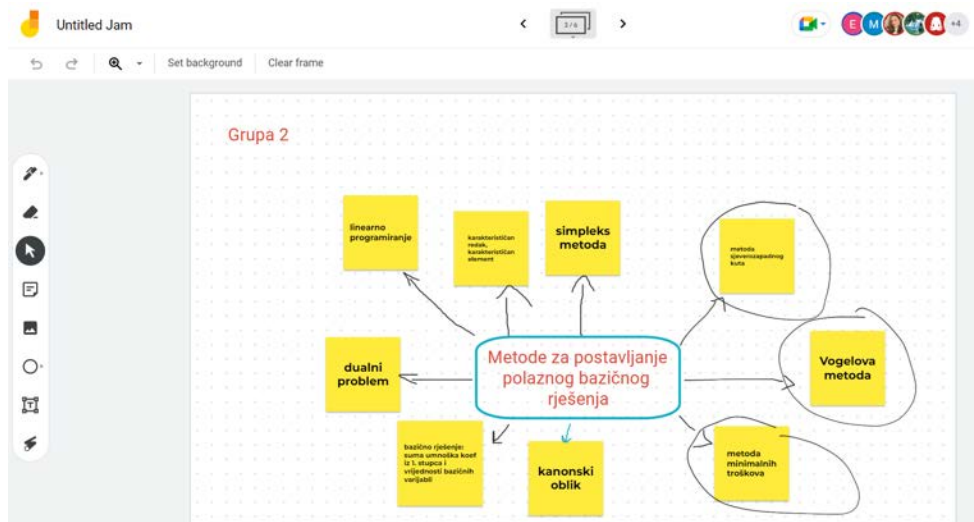 Untitled Jam
3 / 6
E
M
+4
Set background
Clear frame
Grupa 2
linearno
programiranje
karakterističan
redak,
karakterističan
element
simpleks
metoda
metoda
sjeverozapadnog
kuta
Metode za postavljanje
polaznog bazičnog
rješenja
dualni
problem
Vogelova
metoda
bazično rješenje:
suma umnoška koef
iz 1. stupca i
vrijednosti bazičnih
varijabli
kanonski
oblik
metoda
minimalnih
troškova